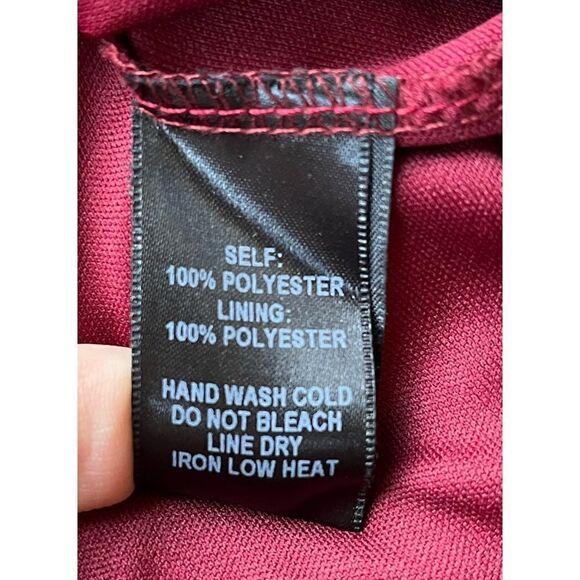 SELF:
100% POLYESTER
LINING:
100% POLYESTER
HAND WASH COLD
DO NOT BLEACH
LINE DRY
IRON LOW HEAT